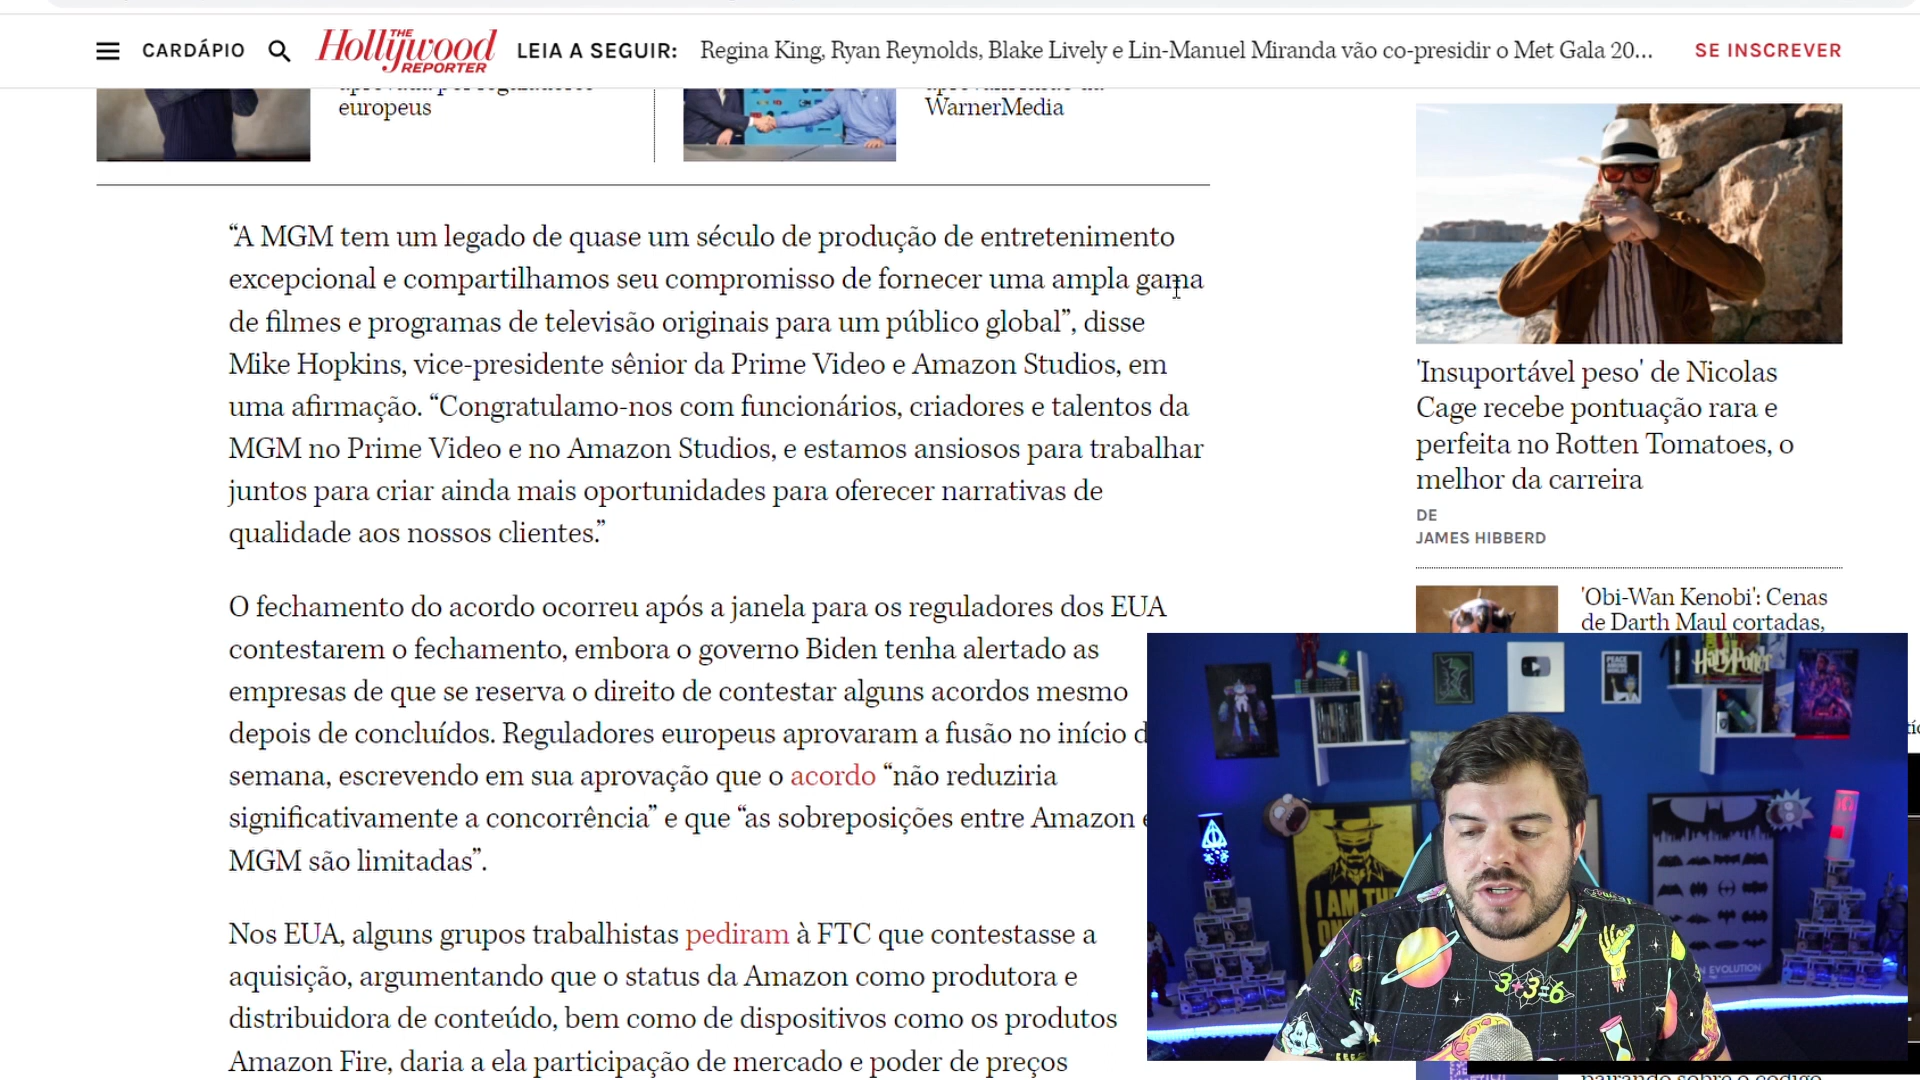 CARDÁPIO
THE Hollywood REPORTER
LEIA A SEGUIR:
Regina King, Ryan Reynolds, Blake Lively e Lin-Manuel Miranda vão co-presidir o Met Gala 20...
SE INSCREVER
europeus
WarnerMedia
“A MGM tem um legado de quase um século de produção de entretenimento
excepcional e compartilhamos seu compromisso de fornecer uma ampla gama
de filmes e programas de televisão originais para um público global”, disse
Mike Hopkins, vice-presidente sênior da Prime Video e Amazon Studios, em
uma afirmação. “Congratulamo-nos com funcionários, criadores e talentos da
MGM no Prime Video e no Amazon Studios, e estamos ansiosos para trabalhar
juntos para criar ainda mais oportunidades para oferecer narrativas de
qualidade aos nossos clientes.”
O fechamento do acordo ocorreu após a janela para os reguladores dos EUA
contestarem o fechamento, embora o governo Biden tenha alertado as
empresas de que se reserva o direito de contestar alguns acordos mesmo
depois de concluídos. Reguladores europeus aprovaram a fusão no início d
semana, escrevendo em sua aprovação que o acordo “não reduziria
significativamente a concorrência” e que “as sobreposições entre Amazon e
MGM são limitadas”.
Nos EUA, alguns grupos trabalhistas pediram à FTC que contestasse a
aquisição, argumentando que o status da Amazon como produtora e
distribuidora de conteúdo, bem como de dispositivos como os produtos
Amazon Fire, daria a ela participação de mercado e poder de preços
'Insuportável peso' de Nicolas
Cage recebe pontuação rara e
perfeita no Rotten Tomatoes, o
melhor da carreira
DE
JAMES HIBBERD
'Obi-Wan Kenobi': Cenas
de Darth Maul cortadas,
Harry Potter
PEACE
I AM THE
EVOLUTION
3+3=6